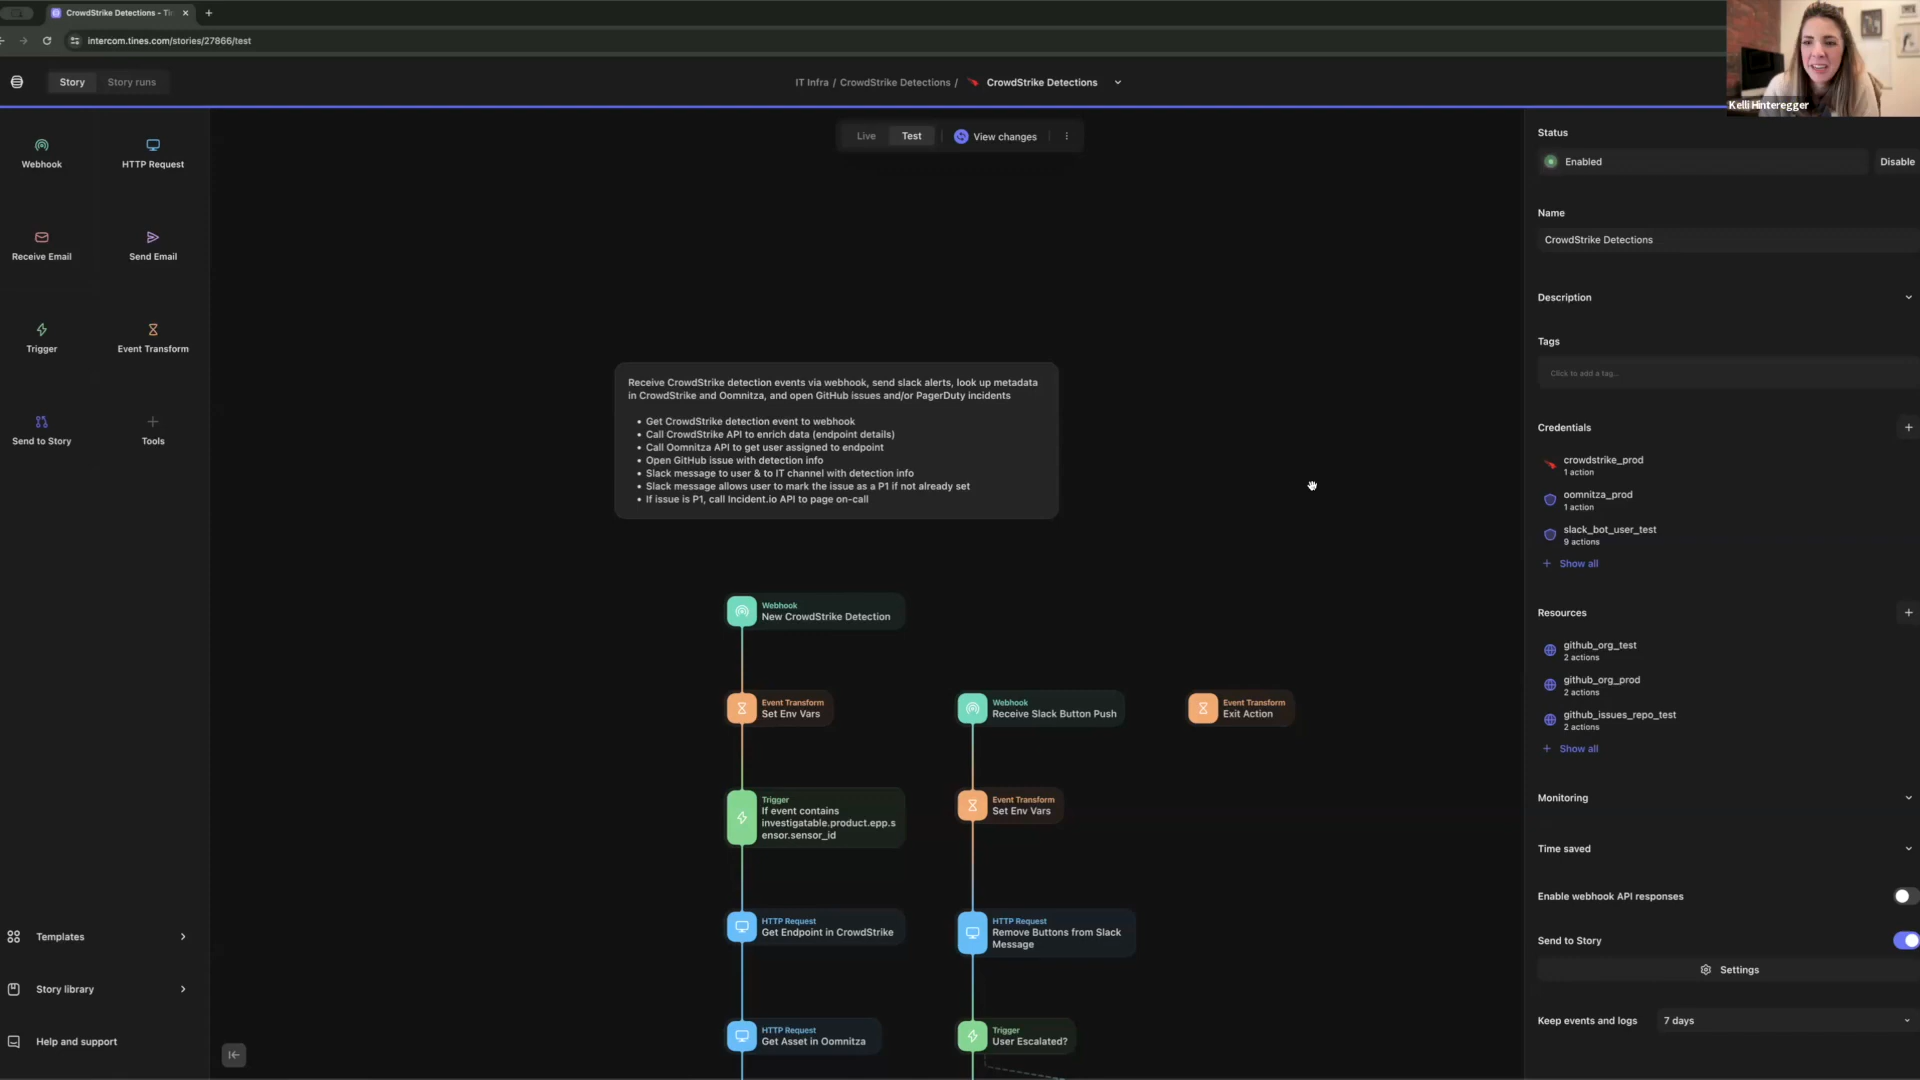 CrowdStrike Detections - Ti
intercom.tines.com/stories/27866/test
Kelli Hinteregger
Story
Story runs
IT Infra / CrowdStrike Detections /
CrowdStrike Detections
Live
Test
View changes
Webhook
HTTP Request
Receive Email
Send Email
Trigger
Event Transform
Send to Story
Tools
Templates
Story library
Help and support
Receive CrowdStrike detection events via webhook, send slack alerts, look up metadata
in CrowdStrike and Oomnitza, and open GitHub issues and/or PagerDuty incidents
• Get CrowdStrike detection event to webhook
• Call CrowdStrike API to enrich data (endpoint details)
• Call Oomnitza API to get user assigned to endpoint
• Open GitHub issue with detection info
• Slack message to user & to IT channel with detection info
• Slack message allows user to mark the issue as a P1 if not already set
• If issue is P1, call Incident.io API to page on-call
Webhook
New CrowdStrike Detection
Event Transform
Set Env Vars
Webhook
Receive Slack Button Push
Event Transform
Exit Action
Trigger
If event contains
investigatable.product.epp.s
ensor.sensor_id
Event Transform
Set Env Vars
HTTP Request
Get Endpoint in CrowdStrike
HTTP Request
Remove Buttons from Slack
Message
HTTP Request
Get Asset in Oomnitza
Trigger
User Escalated?
Status
Enabled
Disable
Name
CrowdStrike Detections
Description
Tags
Click to add a tag...
Credentials
crowdstrike_prod
1 action
oomnitza_prod
1 action
slack_bot_user_test
9 actions
Show all
Resources
github_org_test
2 actions
github_org_prod
2 actions
github_issues_repo_test
2 actions
Show all
Monitoring
Time saved
Enable webhook API responses
Send to Story
Settings
Keep events and logs
7 days